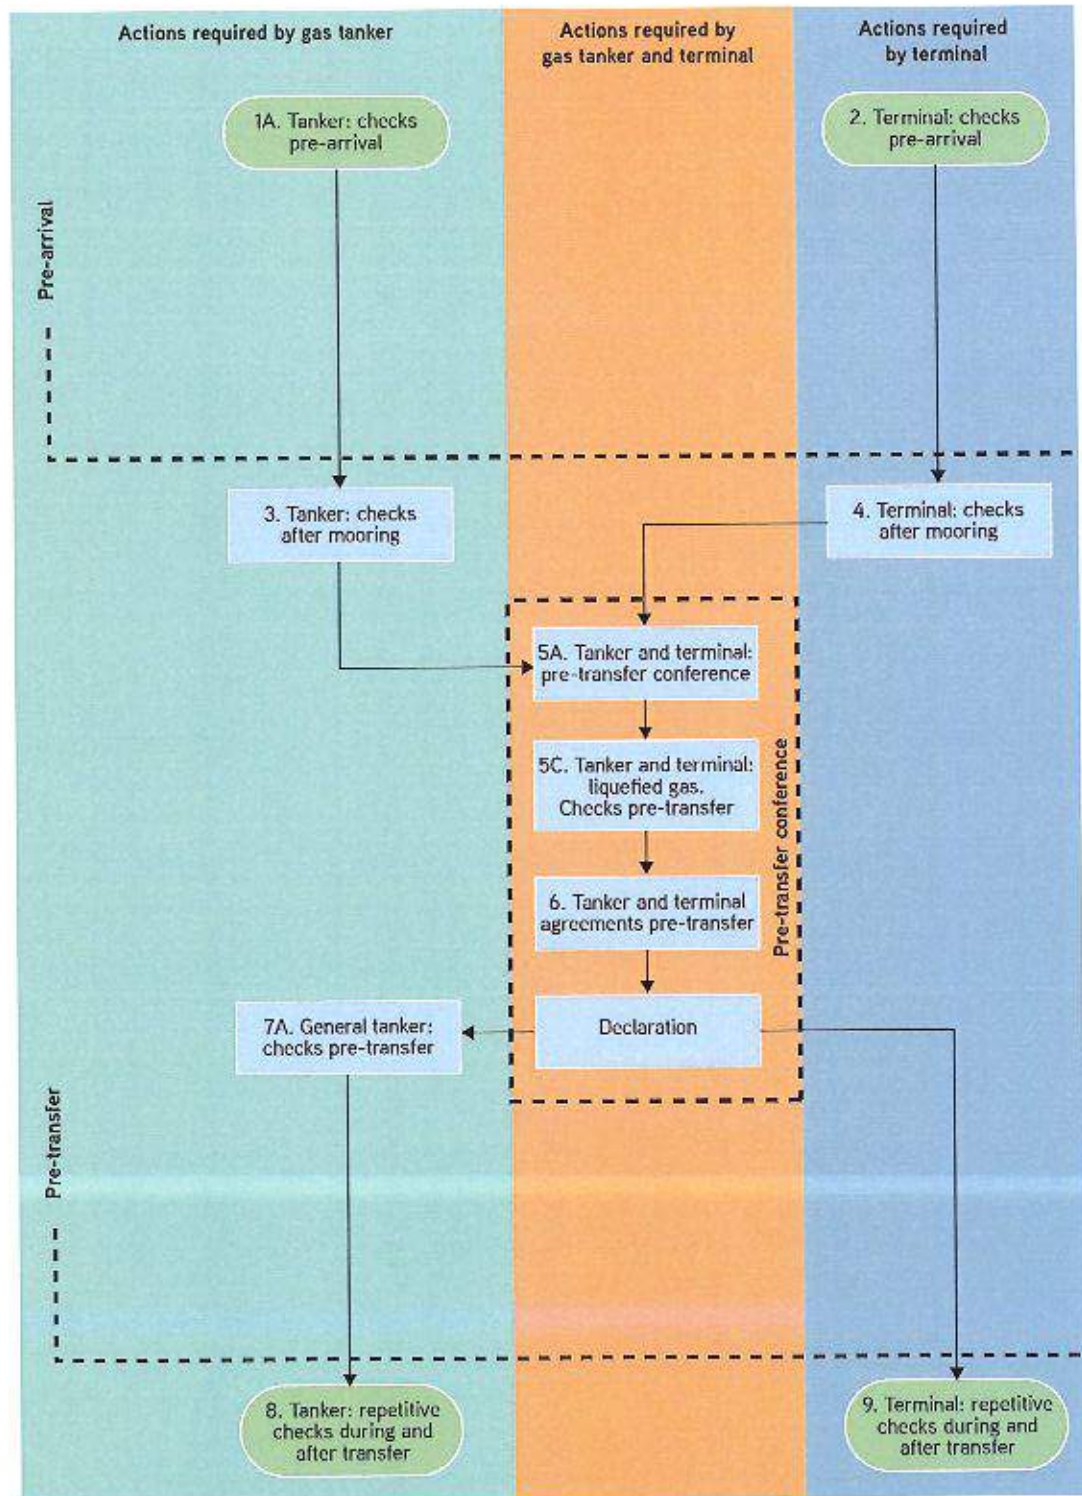 Actions required by gas tanker
Actions required by
gas tanker and terminal
Actions required
by terminal
1A. Tanker: checks
pre-arrival
2. Terminal: checks
pre-arrival
Pre-arrival
3. Tanker: checks
after mooring
4. Terminal: checks
after mooring
5A. Tanker and terminal:
pre-transfer conference
5C. Tanker and terminal:
liquefied gas.
Checks pre-transfer
6. Tanker and terminal
agreements pre-transfer
Pre-transfer conference
Declaration
7A. General tanker:
checks pre-transfer
Pre-transfer
8. Tanker: repetitive
checks during and
after transfer
9. Terminal: repetitive
checks during and
after transfer